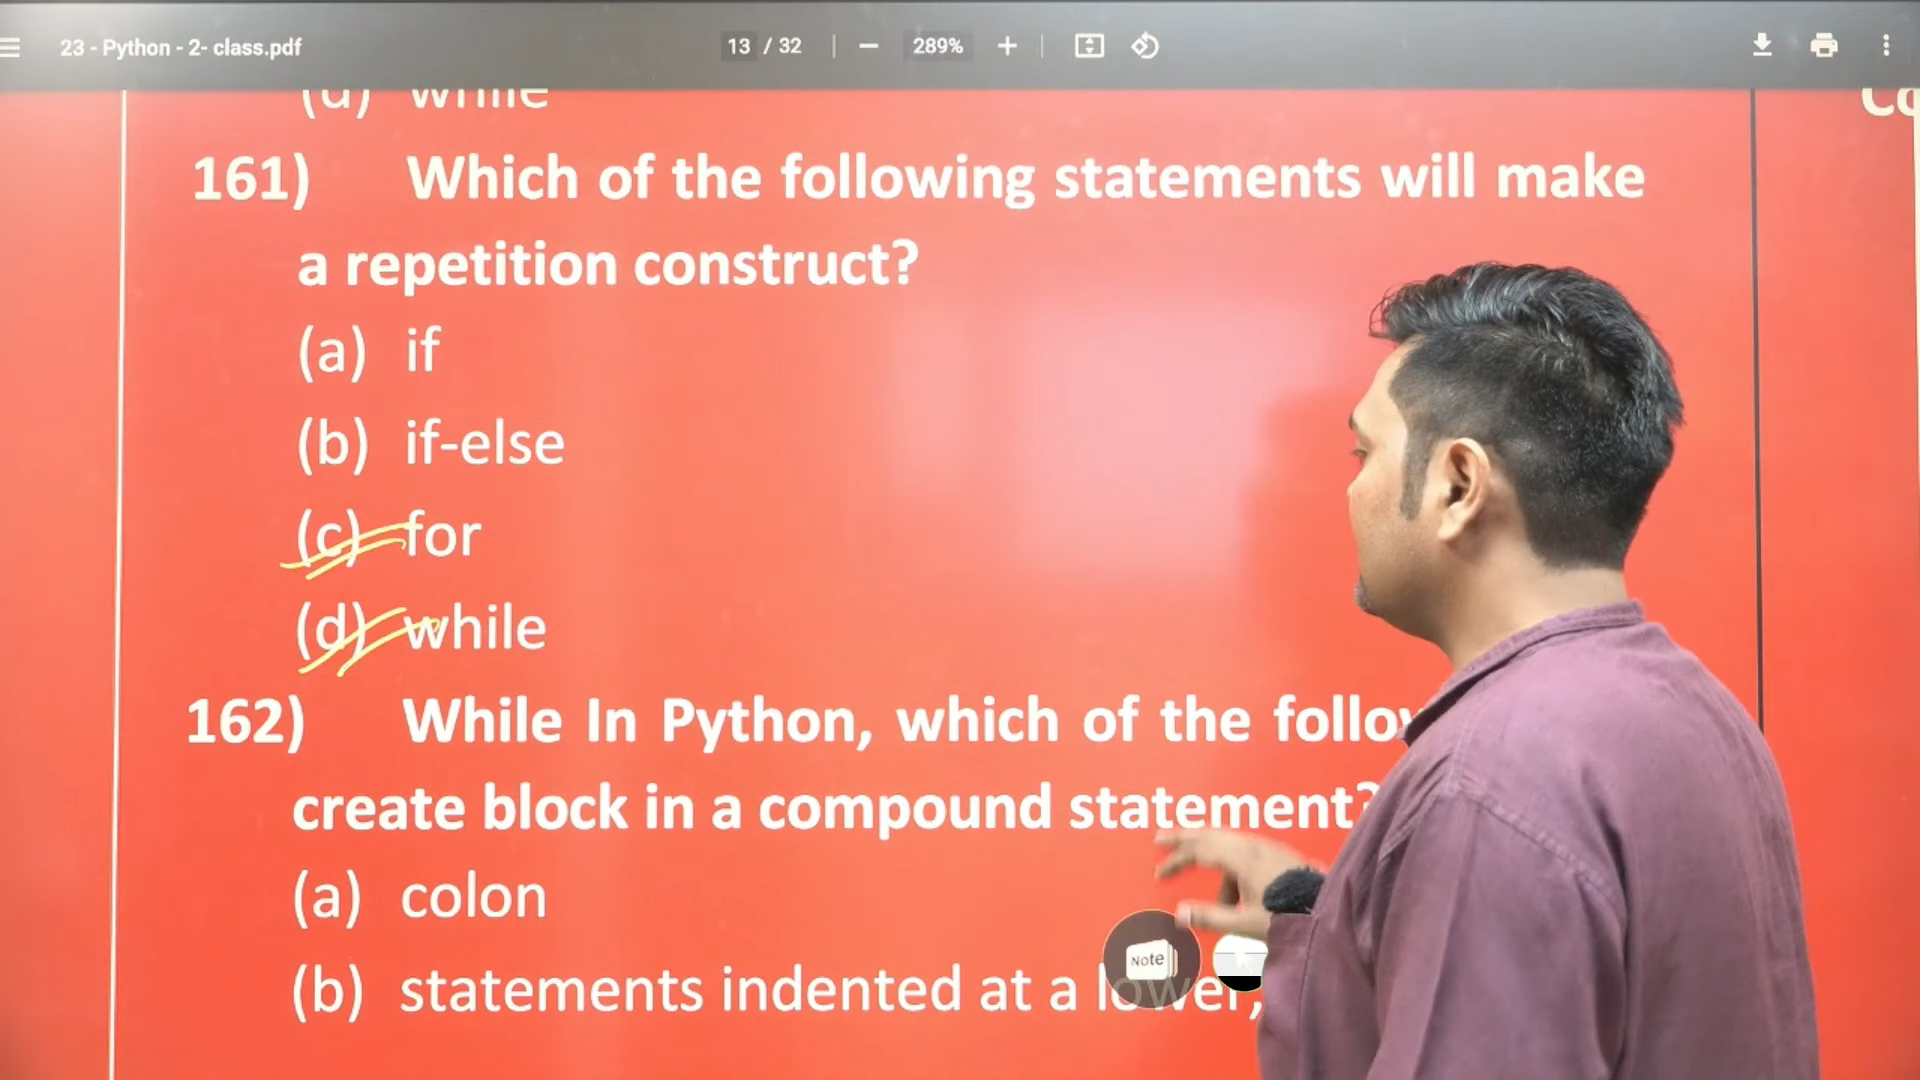 23 - Python - 2- class.pdf
13 / 32
289%
(d) while
161) Which of the following statements will make
a repetition construct?
(a) if
(b) if-else
(c) for
(d) while
162) While In Python, which of the
create block in a compound statement?
(a) colon
(b) statements indented at a lower,
Note